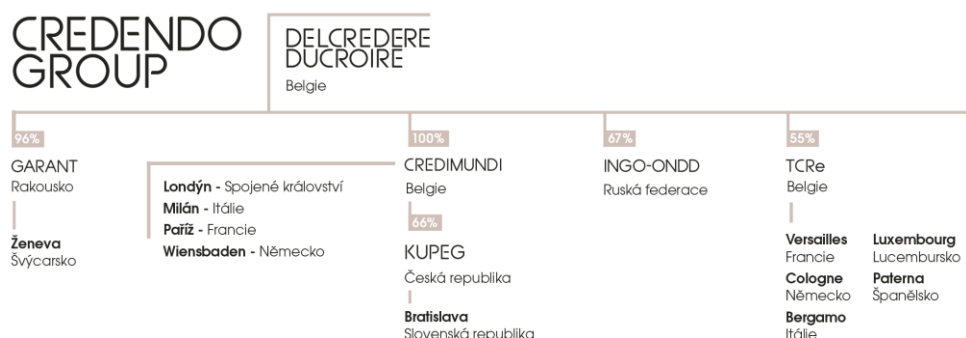 CREDENDO
GROUP
DELCREDERE
DUCROIRE
Belgie
96%
GARANT
Rakousko
Ženeva
Švýcarsko
Londýn - Spojené království
Milán - Itálie
Paříž - Francie
Wiensbaden - Německo
100%
CREDIMUNDI
Belgie
66%
KUPEG
Česká republika
Bratislava
Slovenská republika
67%
INGO-ONDD
Ruská federace
55%
TCRe
Belgie
Versailles
Francie
Cologne
Německo
Bergamo
Itálie
Luxembourg
Lucembursko
Paterna
Španělsko